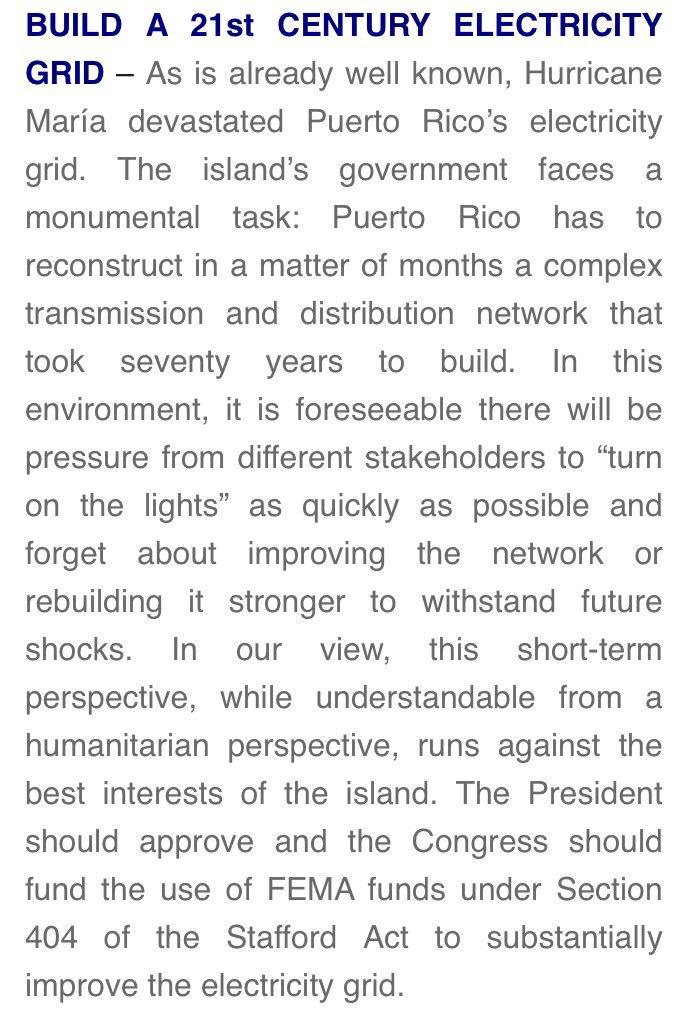 BUILD A 21st CENTURY ELECTRICITY
GRID – As is already well known, Hurricane
María devastated Puerto Rico’s electricity
grid. The island’s government faces a
monumental task: Puerto Rico has to
reconstruct in a matter of months a complex
transmission and distribution network that
took seventy years to build. In this
environment, it is foreseeable there will be
pressure from different stakeholders to “turn
on the lights” as quickly as possible and
forget about improving the network or
rebuilding it stronger to withstand future
shocks. In our view, this short-term
perspective, while understandable from a
humanitarian perspective, runs against the
best interests of the island. The President
should approve and the Congress should
fund the use of FEMA funds under Section
404 of the Stafford Act to substantially
improve the electricity grid.